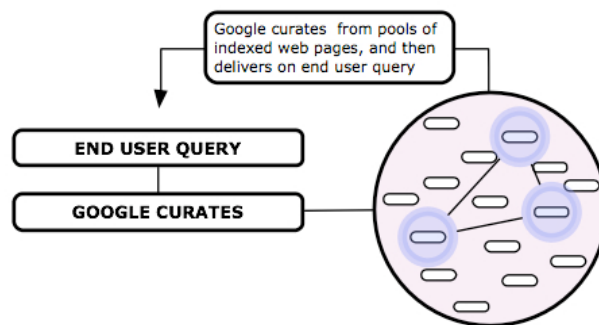 Google curates from pools of
indexed web pages, and then
delivers on end user query
END USER QUERY
GOOGLE CURATES